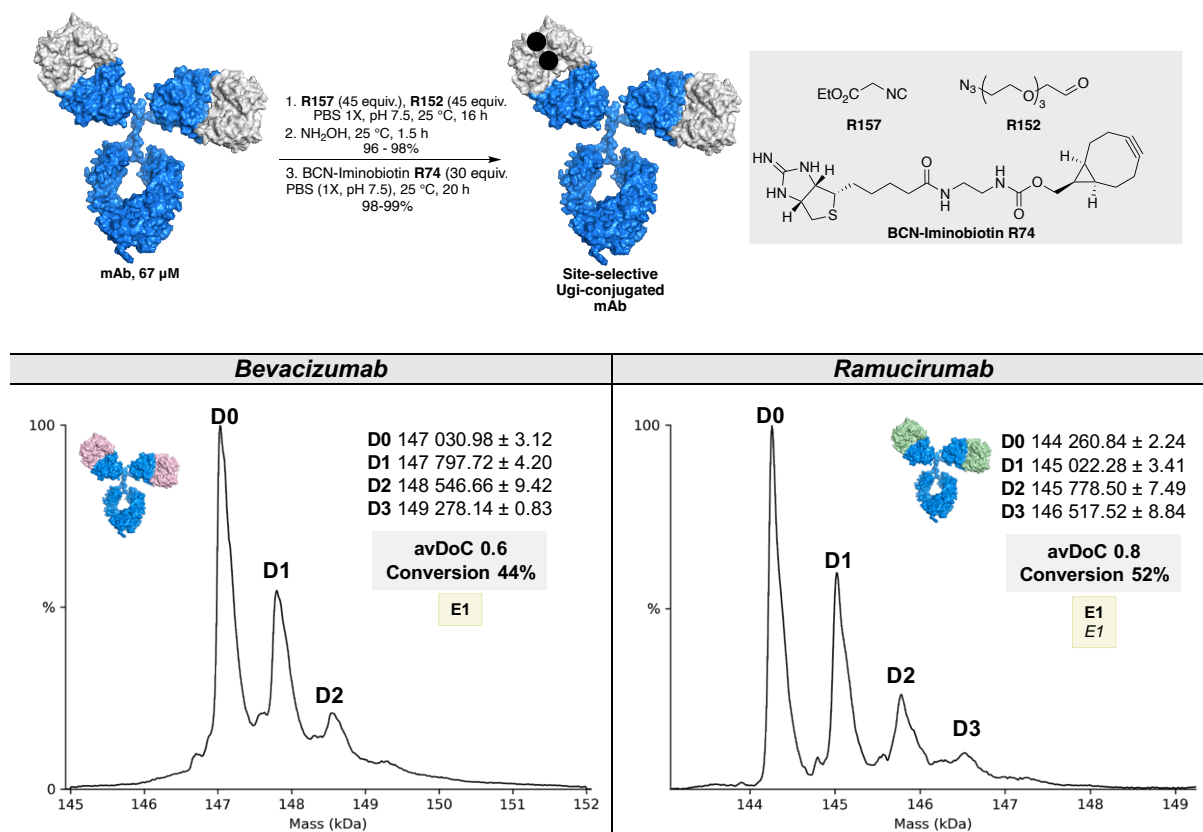 1. R157 (45 equiv.), R152 (45 equiv.
PBS 1X, pH 7.5, 25 °C, 16 h
2. NH₂OH, 25 °C, 1.5 h
96 - 98%
3. BCN-Iminobiotin R74 (30 equiv.
PBS (1X, pH 7.5), 25 °C, 20 h
98-99%
mAb, 67 µM
Site-selective
Ugi-conjugated
mAb
EtO₂C NC
R157
N₃ ( O )₃ O
R152
HN NH H O H O H
HN H S N N O H
H H O
BCN-Iminobiotin R74
Bevacizumab
D0
100
D0 147 030.98 ± 3.12
D1 147 797.72 ± 4.20
D2 148 546.66 ± 9.42
D3 149 278.14 ± 0.83
avDoC 0.6
Conversion 44%
D1
E1
%
D2
0
145 146 147 148 149 150 151 152
Mass (kDa)
Ramucirumab
D0
100
D0 144 260.84 ± 2.24
D1 145 022.28 ± 3.41
D2 145 778.50 ± 7.49
D3 146 517.52 ± 8.84
avDoC 0.8
Conversion 52%
D1
E1
E1
%
D2
D3
0
144 145 146 147 148 149
Mass (kDa)